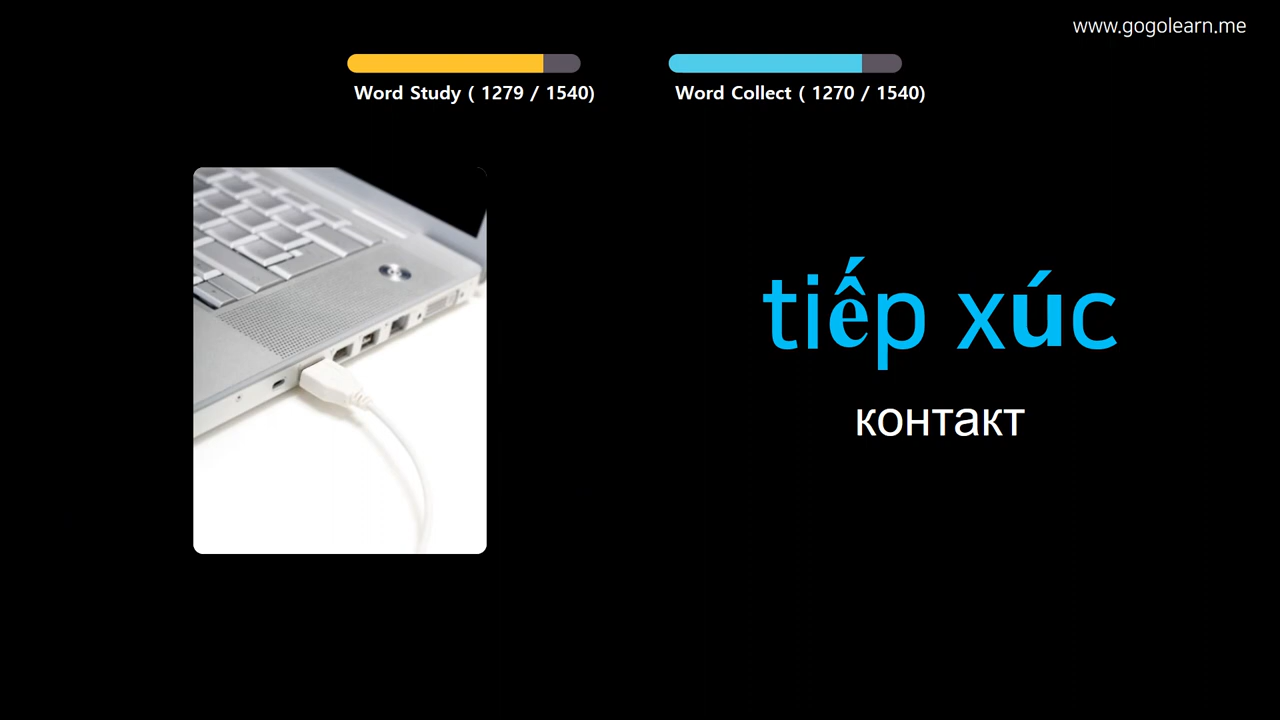 www.gogolearn.me
Word Study ( 1279 / 1540)
Word Collect ( 1270 / 1540)
tiếp xúc
контакт